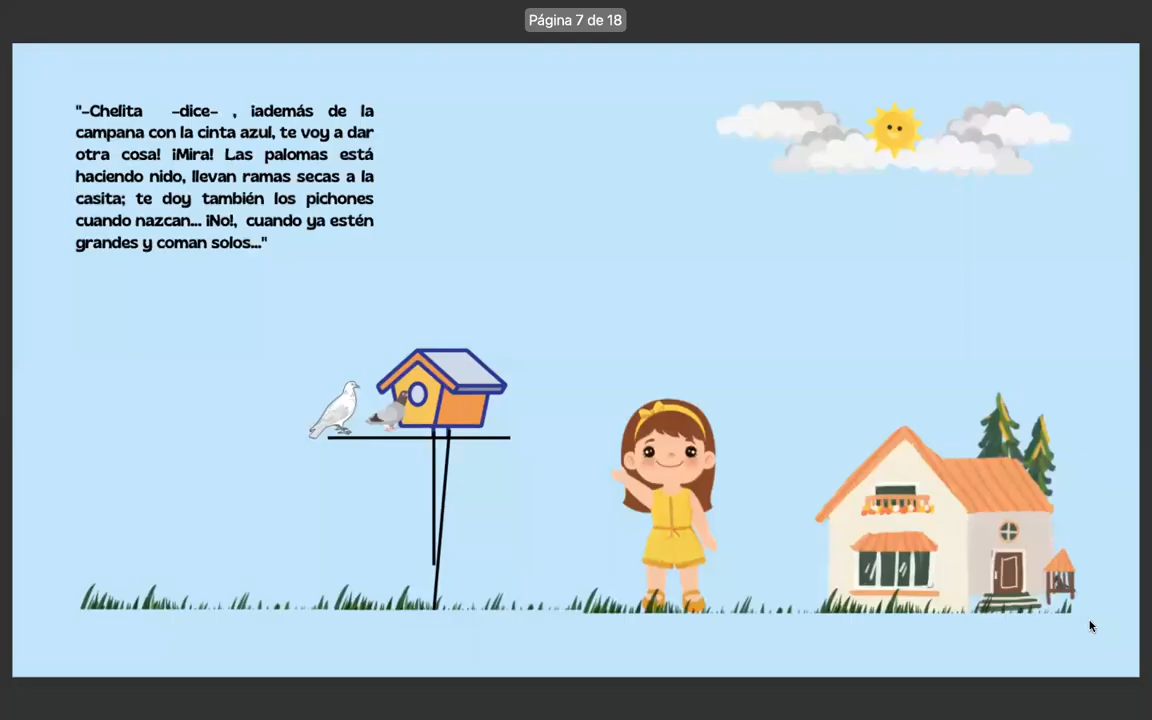 Página 7 de 18
"-Chelita -dice- , ¡además de la
campana con la cinta azul, te voy a dar
otra cosa! ¡Mira! Las palomas está
haciendo nido, llevan ramas secas a la
casita; te doy también los pichones
cuando nazcan... ¡No!, cuando ya estén
grandes y coman solos..."